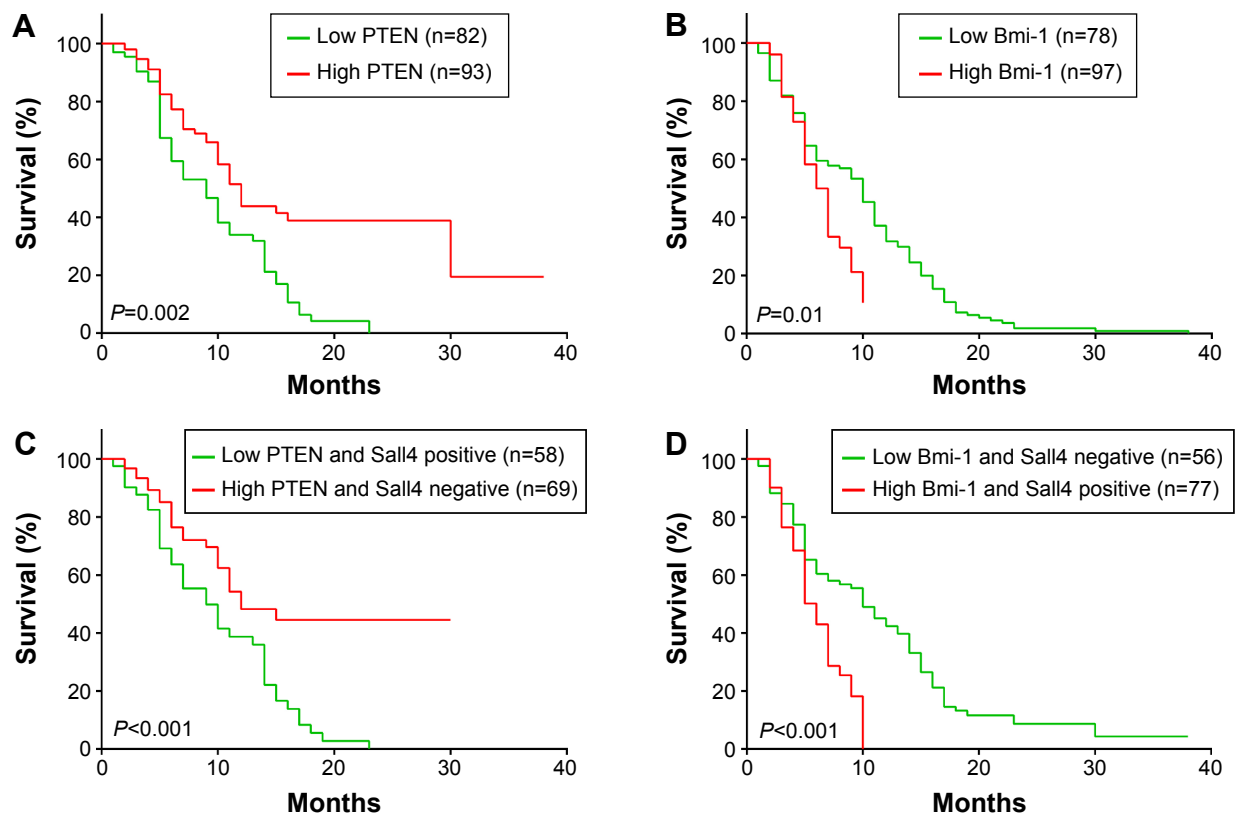 A
Low PTEN (n=82)
High PTEN (n=93)
Survival (%)
100
80
60
40
20
0
P=0.002
0 10 20 30 40
Months
B
Low Bmi-1 (n=78)
High Bmi-1 (n=97)
Survival (%)
100
80
60
40
20
0
P=0.01
0 10 20 30 40
Months
C
Low PTEN and Sall4 positive (n=58)
High PTEN and Sall4 negative (n=69)
Survival (%)
100
80
60
40
20
0
P<0.001
0 10 20 30 40
Months
D
Low Bmi-1 and Sall4 negative (n=56)
High Bmi-1 and Sall4 positive (n=77)
Survival (%)
100
80
60
40
20
0
P<0.001
0 10 20 30 40
Months